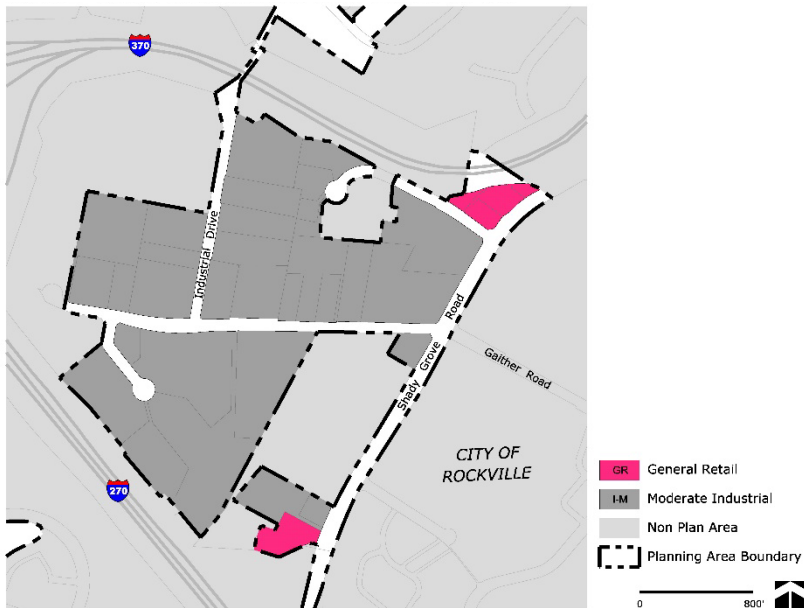 370
Industrial Drive
Shady Grove Road
Gaither Road
CITY OF
ROCKVILLE
270
GR General Retail
I-M Moderate Industrial
Non Plan Area
Planning Area Boundary
0 800'